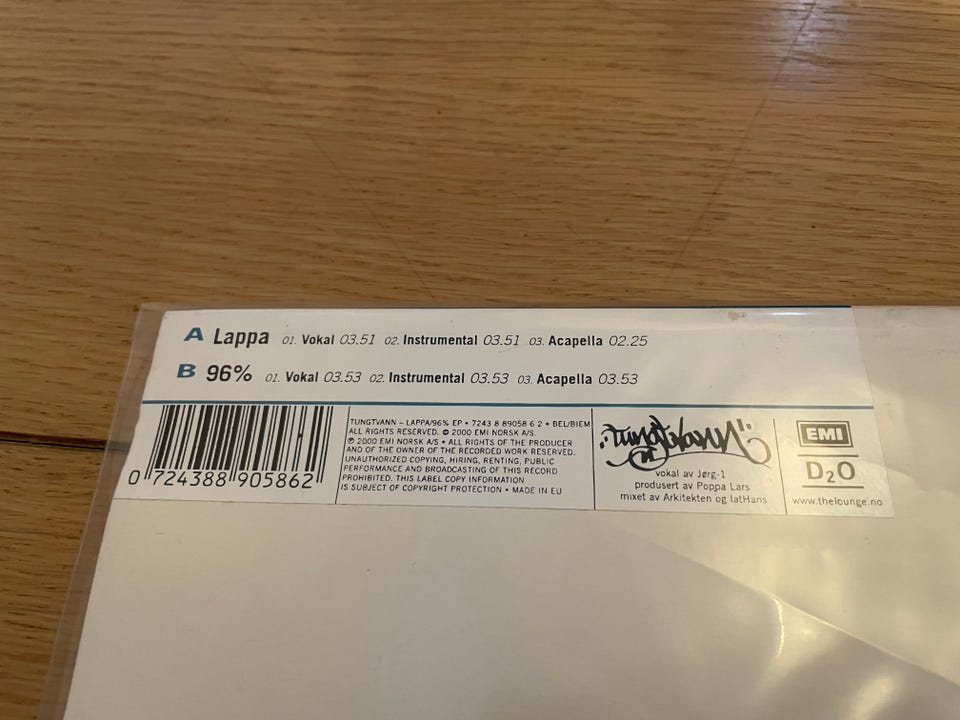 A Lappa 01. Vokal 03.51 02. Instrumental 03.51 03. Acapella 02.25
B 96% 01. Vokal 03.53 02. Instrumental 03.53 03. Acapella 03.53
0 724388 905862
TUNGTVANN – LAPPA/96% EP • 7243 8 89058 6 2 • BEL/BIEM
ALL RIGHTS RESERVED. © 2000 EMI NORSK A/S.
℗ 2000 EMI NORSK A/S • ALL RIGHTS OF THE PRODUCER
AND OF THE OWNER OF THE RECORDED WORK RESERVED.
UNAUTHORIZED COPYING, HIRING, RENTING, PUBLIC
PERFORMANCE AND BROADCASTING OF THIS RECORD
PROHIBITED. THIS LABEL COPY INFORMATION
IS SUBJECT OF COPYRIGHT PROTECTION • MADE IN EU
Tungtvann
vokal av Jørg-1
produsert av Poppa Lars
mixet av Arkitekten og IatHans
EMI
D₂O
www.thelounge.no